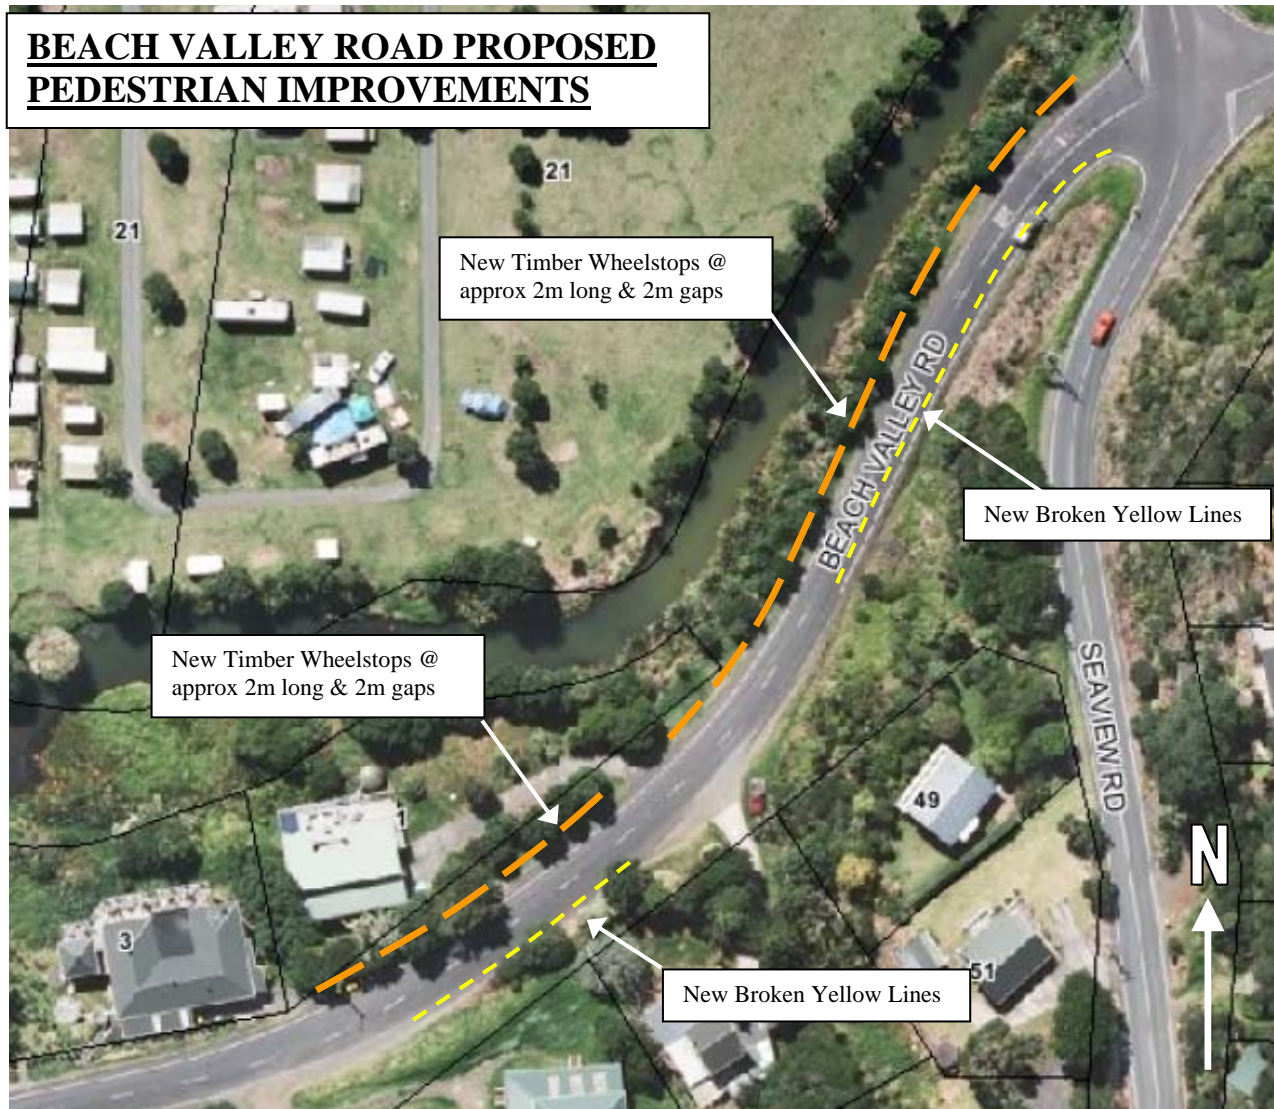 BEACH VALLEY ROAD PROPOSED
PEDESTRIAN IMPROVEMENTS
21
21
New Timber Wheelstops @
approx 2m long & 2m gaps
BEACH VALLEY RD
New Broken Yellow Lines
New Timber Wheelstops @
approx 2m long & 2m gaps
SEAVIEW RD
49
1
N
3
51
New Broken Yellow Lines